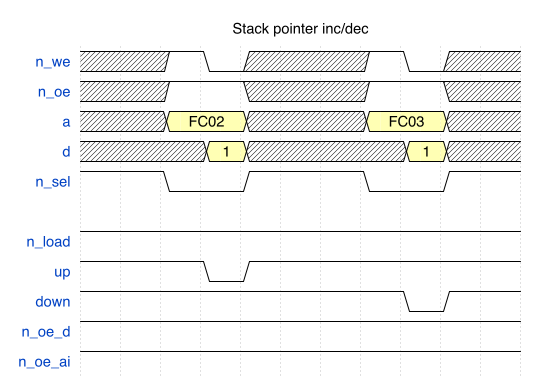 Stack pointer inc/dec
n_we
n_oe
a FC02 FC03
d 1 1
n_sel
n_load
up
down
n_oe_d
n_oe_ai